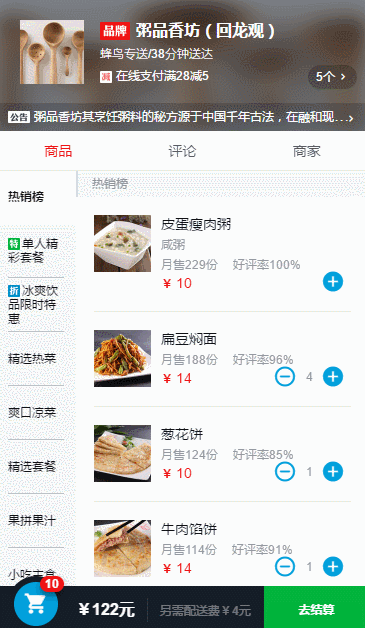 品牌 粥品香坊（回龙观）
蜂鸟专送/38分钟送达
减 在线支付满28减5
5个 >
公告 粥品香坊其烹饪粥料的秘方源于中国千年古法，在融和现... >
商品 评论 商家
热销榜
特 单人精
彩套餐
折 冰爽饮
品限时特
惠
精选热菜
爽口凉菜
精选套餐
果拼果汁
小吃主食
热销榜
皮蛋瘦肉粥
咸粥
月售229份 好评率100%
¥ 10
扁豆焖面
月售188份 好评率96%
¥ 14
4
葱花饼
月售124份 好评率85%
¥ 10
1
牛肉馅饼
月售114份 好评率91%
¥ 14
1
10
¥122元
另需配送费¥4元
去结算